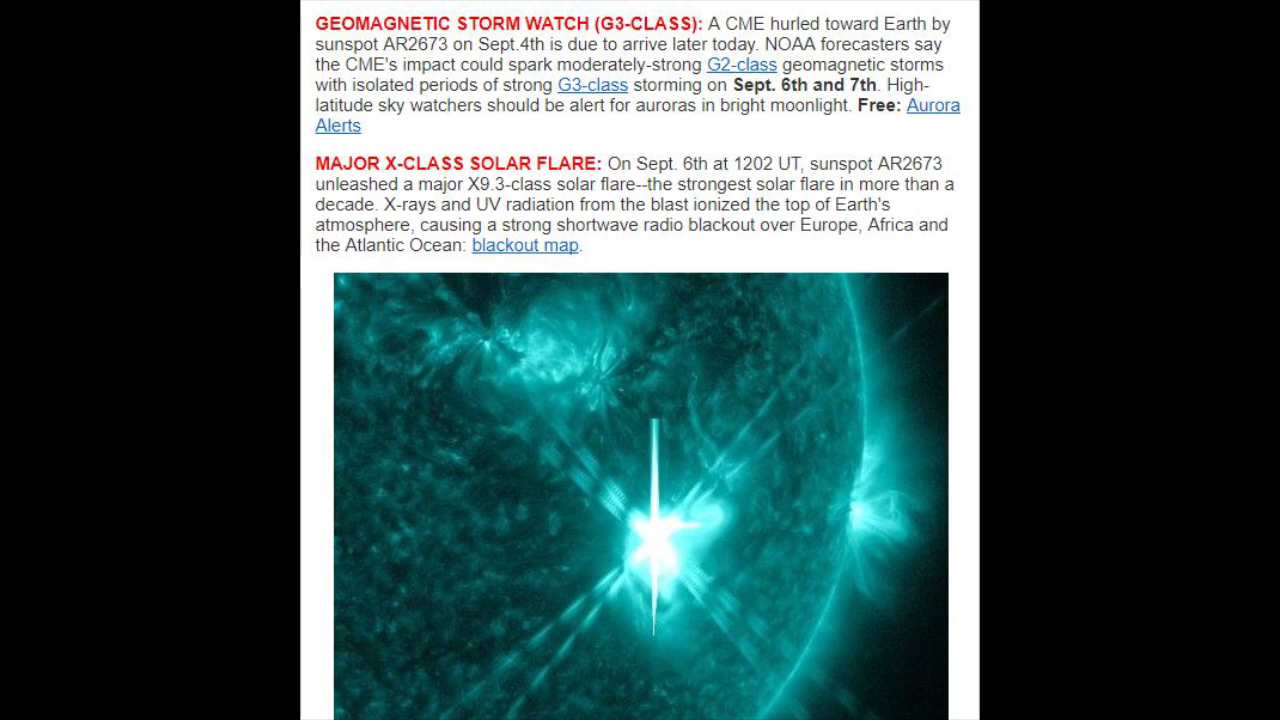 GEOMAGNETIC STORM WATCH (G3-CLASS): A CME hurled toward Earth by
sunspot AR2673 on Sept.4th is due to arrive later today. NOAA forecasters say
the CME's impact could spark moderately-strong G2-class geomagnetic storms
with isolated periods of strong G3-class storming on Sept. 6th and 7th. High-
latitude sky watchers should be alert for auroras in bright moonlight. Free: Aurora
Alerts
MAJOR X-CLASS SOLAR FLARE: On Sept. 6th at 1202 UT, sunspot AR2673
unleashed a major X9.3-class solar flare--the strongest solar flare in more than a
decade. X-rays and UV radiation from the blast ionized the top of Earth's
atmosphere, causing a strong shortwave radio blackout over Europe, Africa and
the Atlantic Ocean: blackout map.